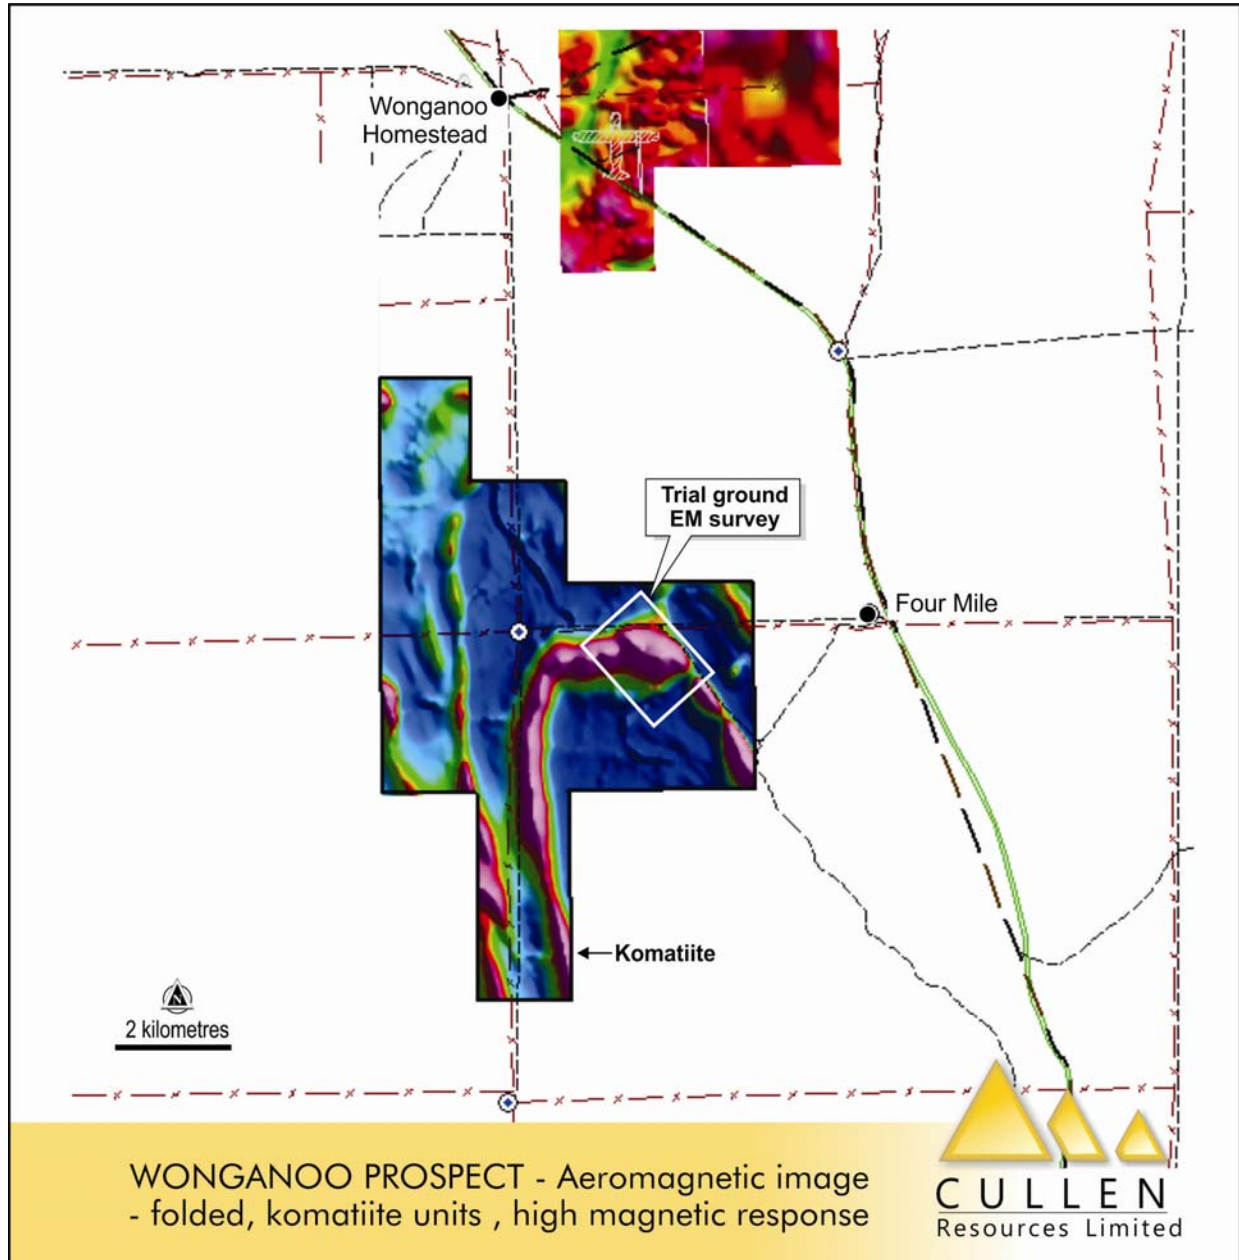 Wonganoo
Homestead
Trial ground
EM survey
Four Mile
Komatiite
N
2 kilometres
WONGANOO PROSPECT - Aeromagnetic image
- folded, komatiite units , high magnetic response
CULLEN
Resources Limited